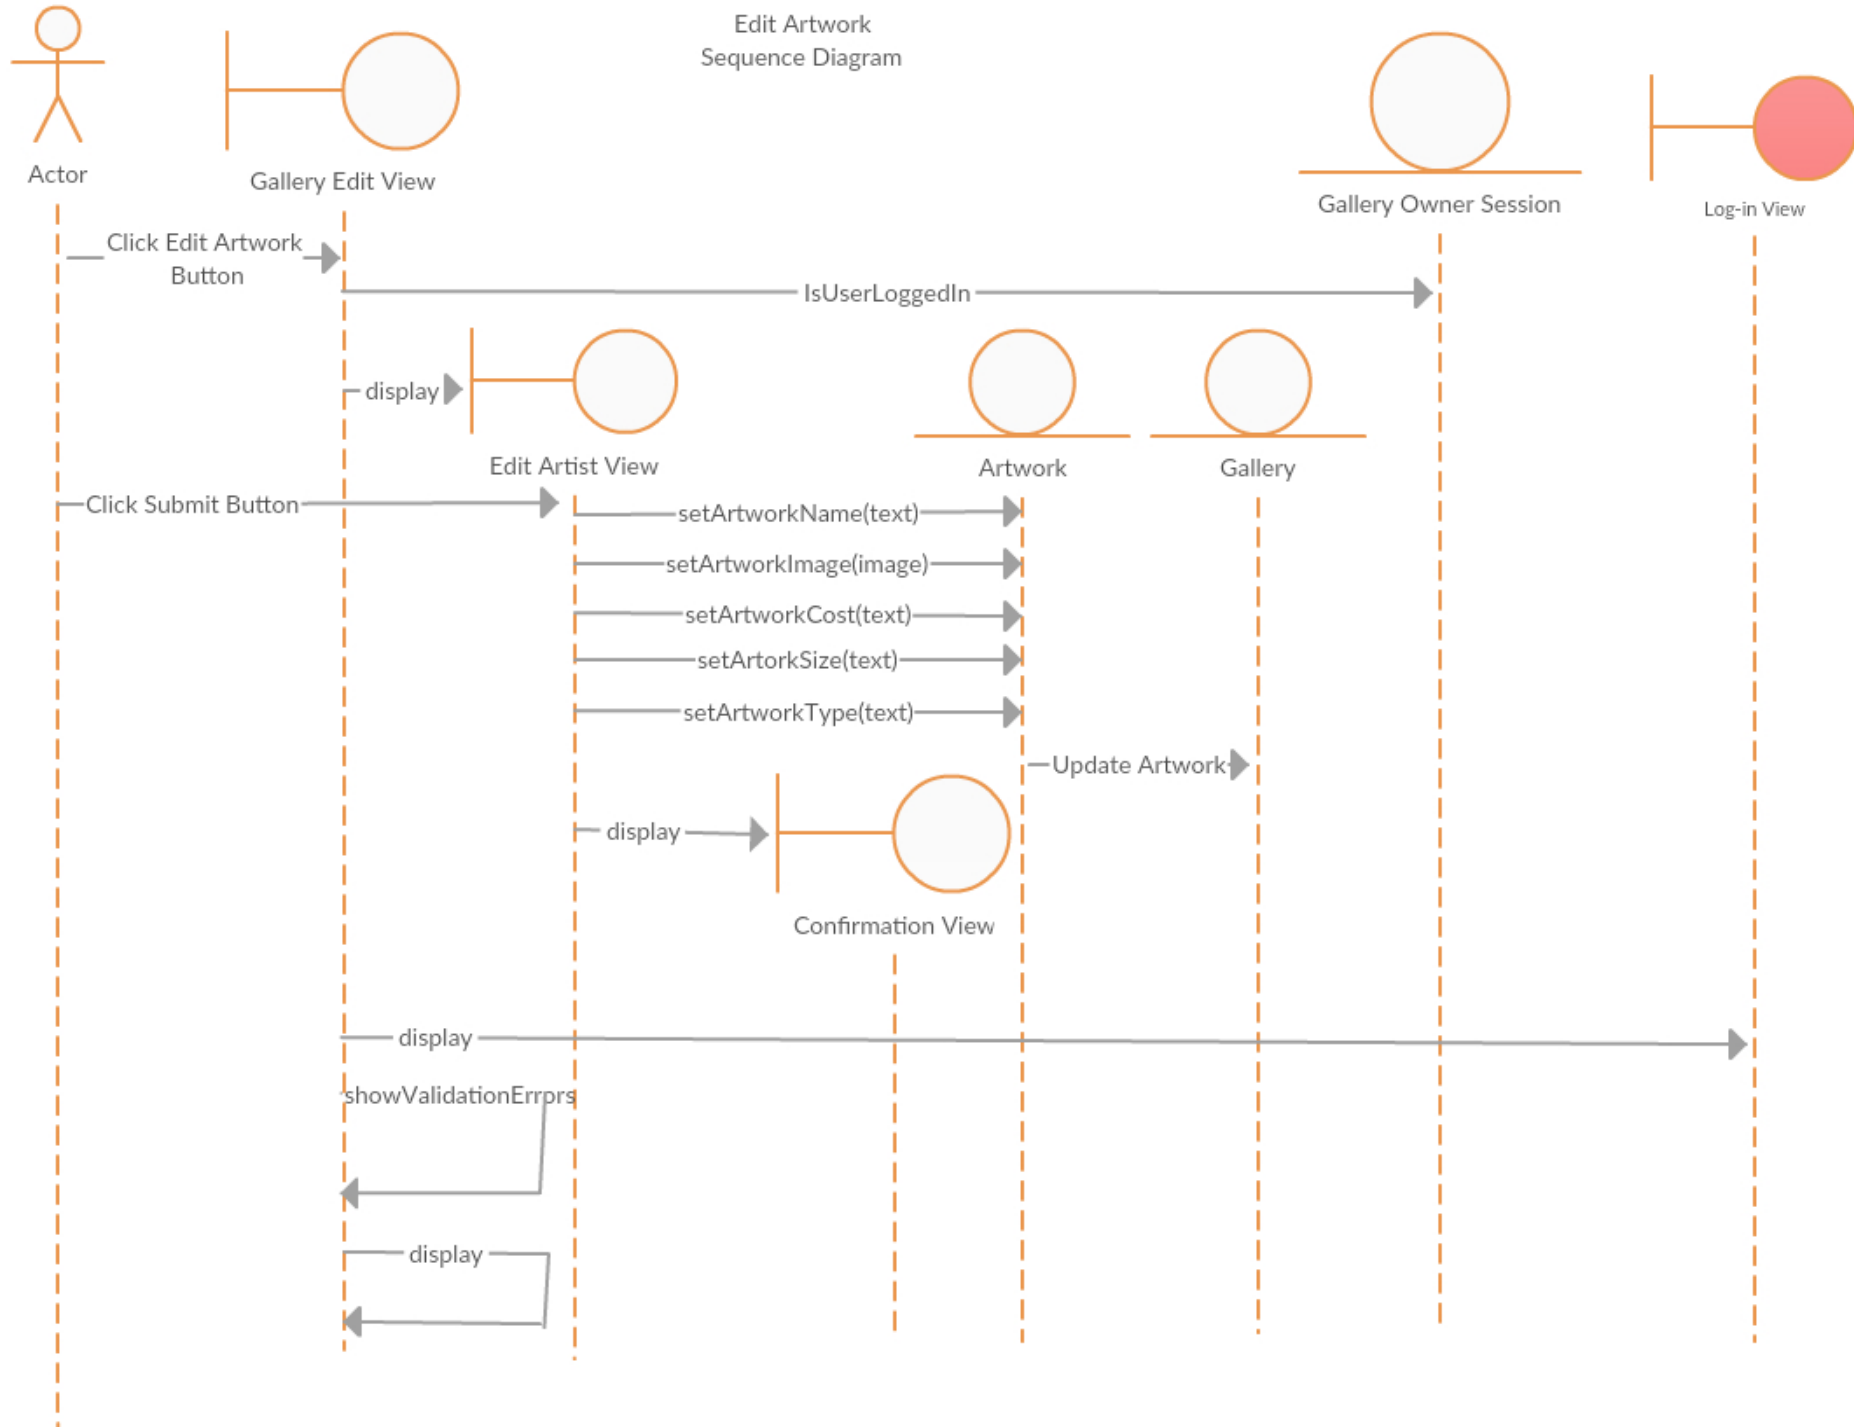 Edit Artwork
Sequence Diagram
Actor
Gallery Edit View
Gallery Owner Session
Log-in View
Click Edit Artwork
Button
IsUserLoggedIn
display
Edit Artist View
Artwork
Gallery
Click Submit Button
setArtworkName(text)
setArtworkImage(image)
setArtworkCost(text)
setArtorkSize(text)
setArtworkType(text)
Update Artwork
display
Confirmation View
display
showValidationErrors
display